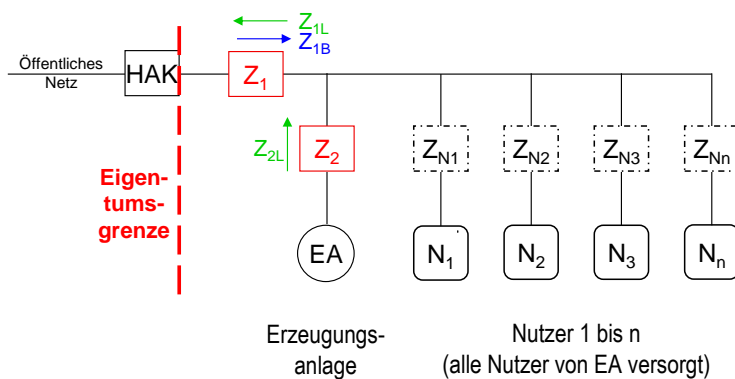 Z1L
Z1B
Öffentliches
Netz
HAK
Z1
Z2L
Z2
ZN1
ZN2
ZN3
ZNn
Eigen-
tums-
grenze
EA
N1
N2
N3
Nn
Erzeugungs-
anlage
Nutzer 1 bis n
(alle Nutzer von EA versorgt)